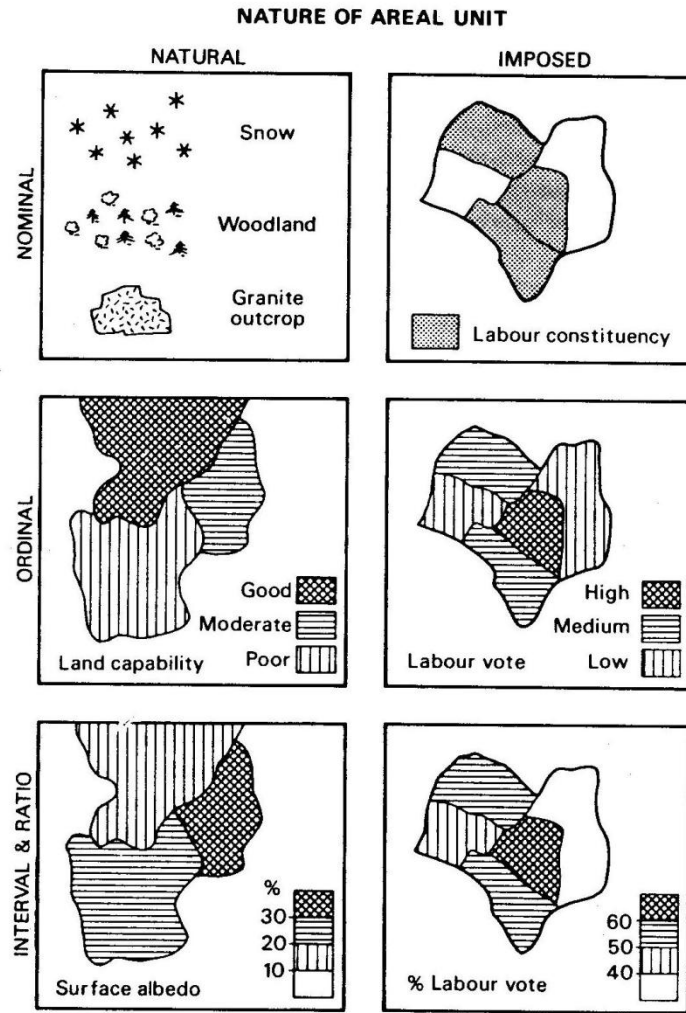 NATURE OF AREAL UNIT
NATURAL
IMPOSED
NOMINAL
Snow
Woodland
Granite
outcrop
Labour constituency
ORDINAL
Good
Moderate
Poor
Land capability
High
Medium
Low
Labour vote
INTERVAL & RATIO
%
30
20
10
Surface albedo
60
50
40
% Labour vote